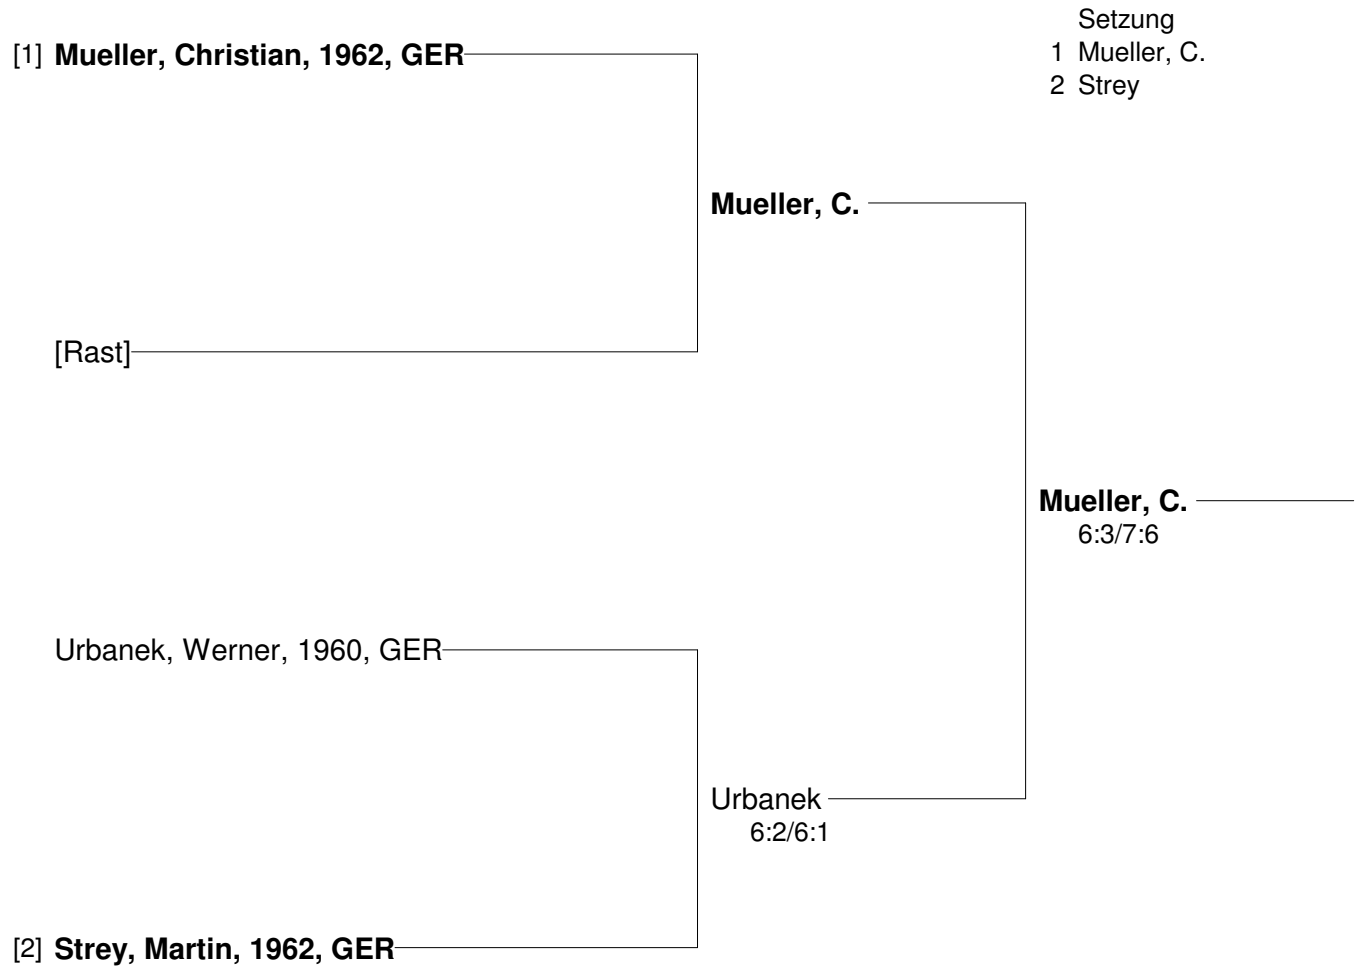 Setzung
1 Mueller, C.
2 Strey
[1] Mueller, Christian, 1962, GER
Mueller, C.
[Rast]
Mueller, C.
6:3/7:6
Urbanek, Werner, 1960, GER
Urbanek
6:2/6:1
[2] Strey, Martin, 1962, GER